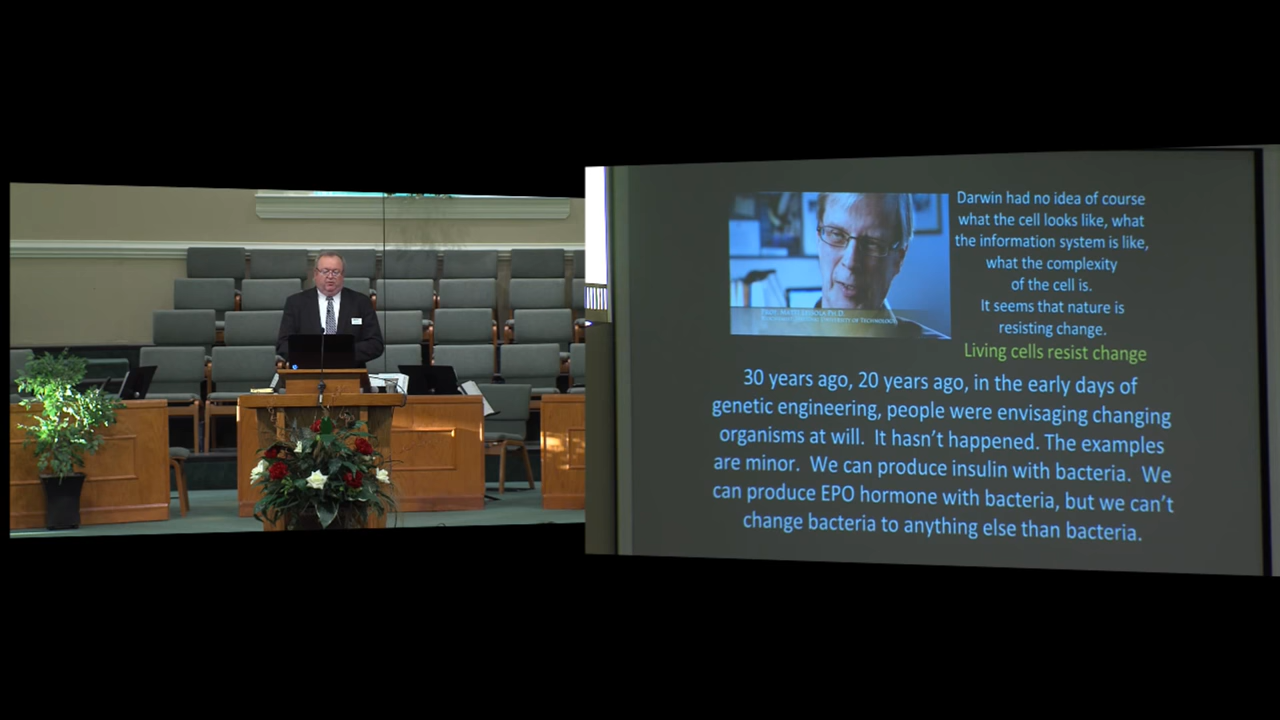 Darwin had no idea of course
what the cell looks like, what
the information system is like,
what the complexity
of the cell is.
It seems that nature is
resisting change.
Living cells resist change
PH.D.
UNIVERSITY OF TECHNOLOGY
30 years ago, 20 years ago, in the early days of
genetic engineering, people were envisaging changing
organisms at will. It hasn't happened. The examples
are minor. We can produce insulin with bacteria. We
can produce EPO hormone with bacteria, but we can't
change bacteria to anything else than bacteria.